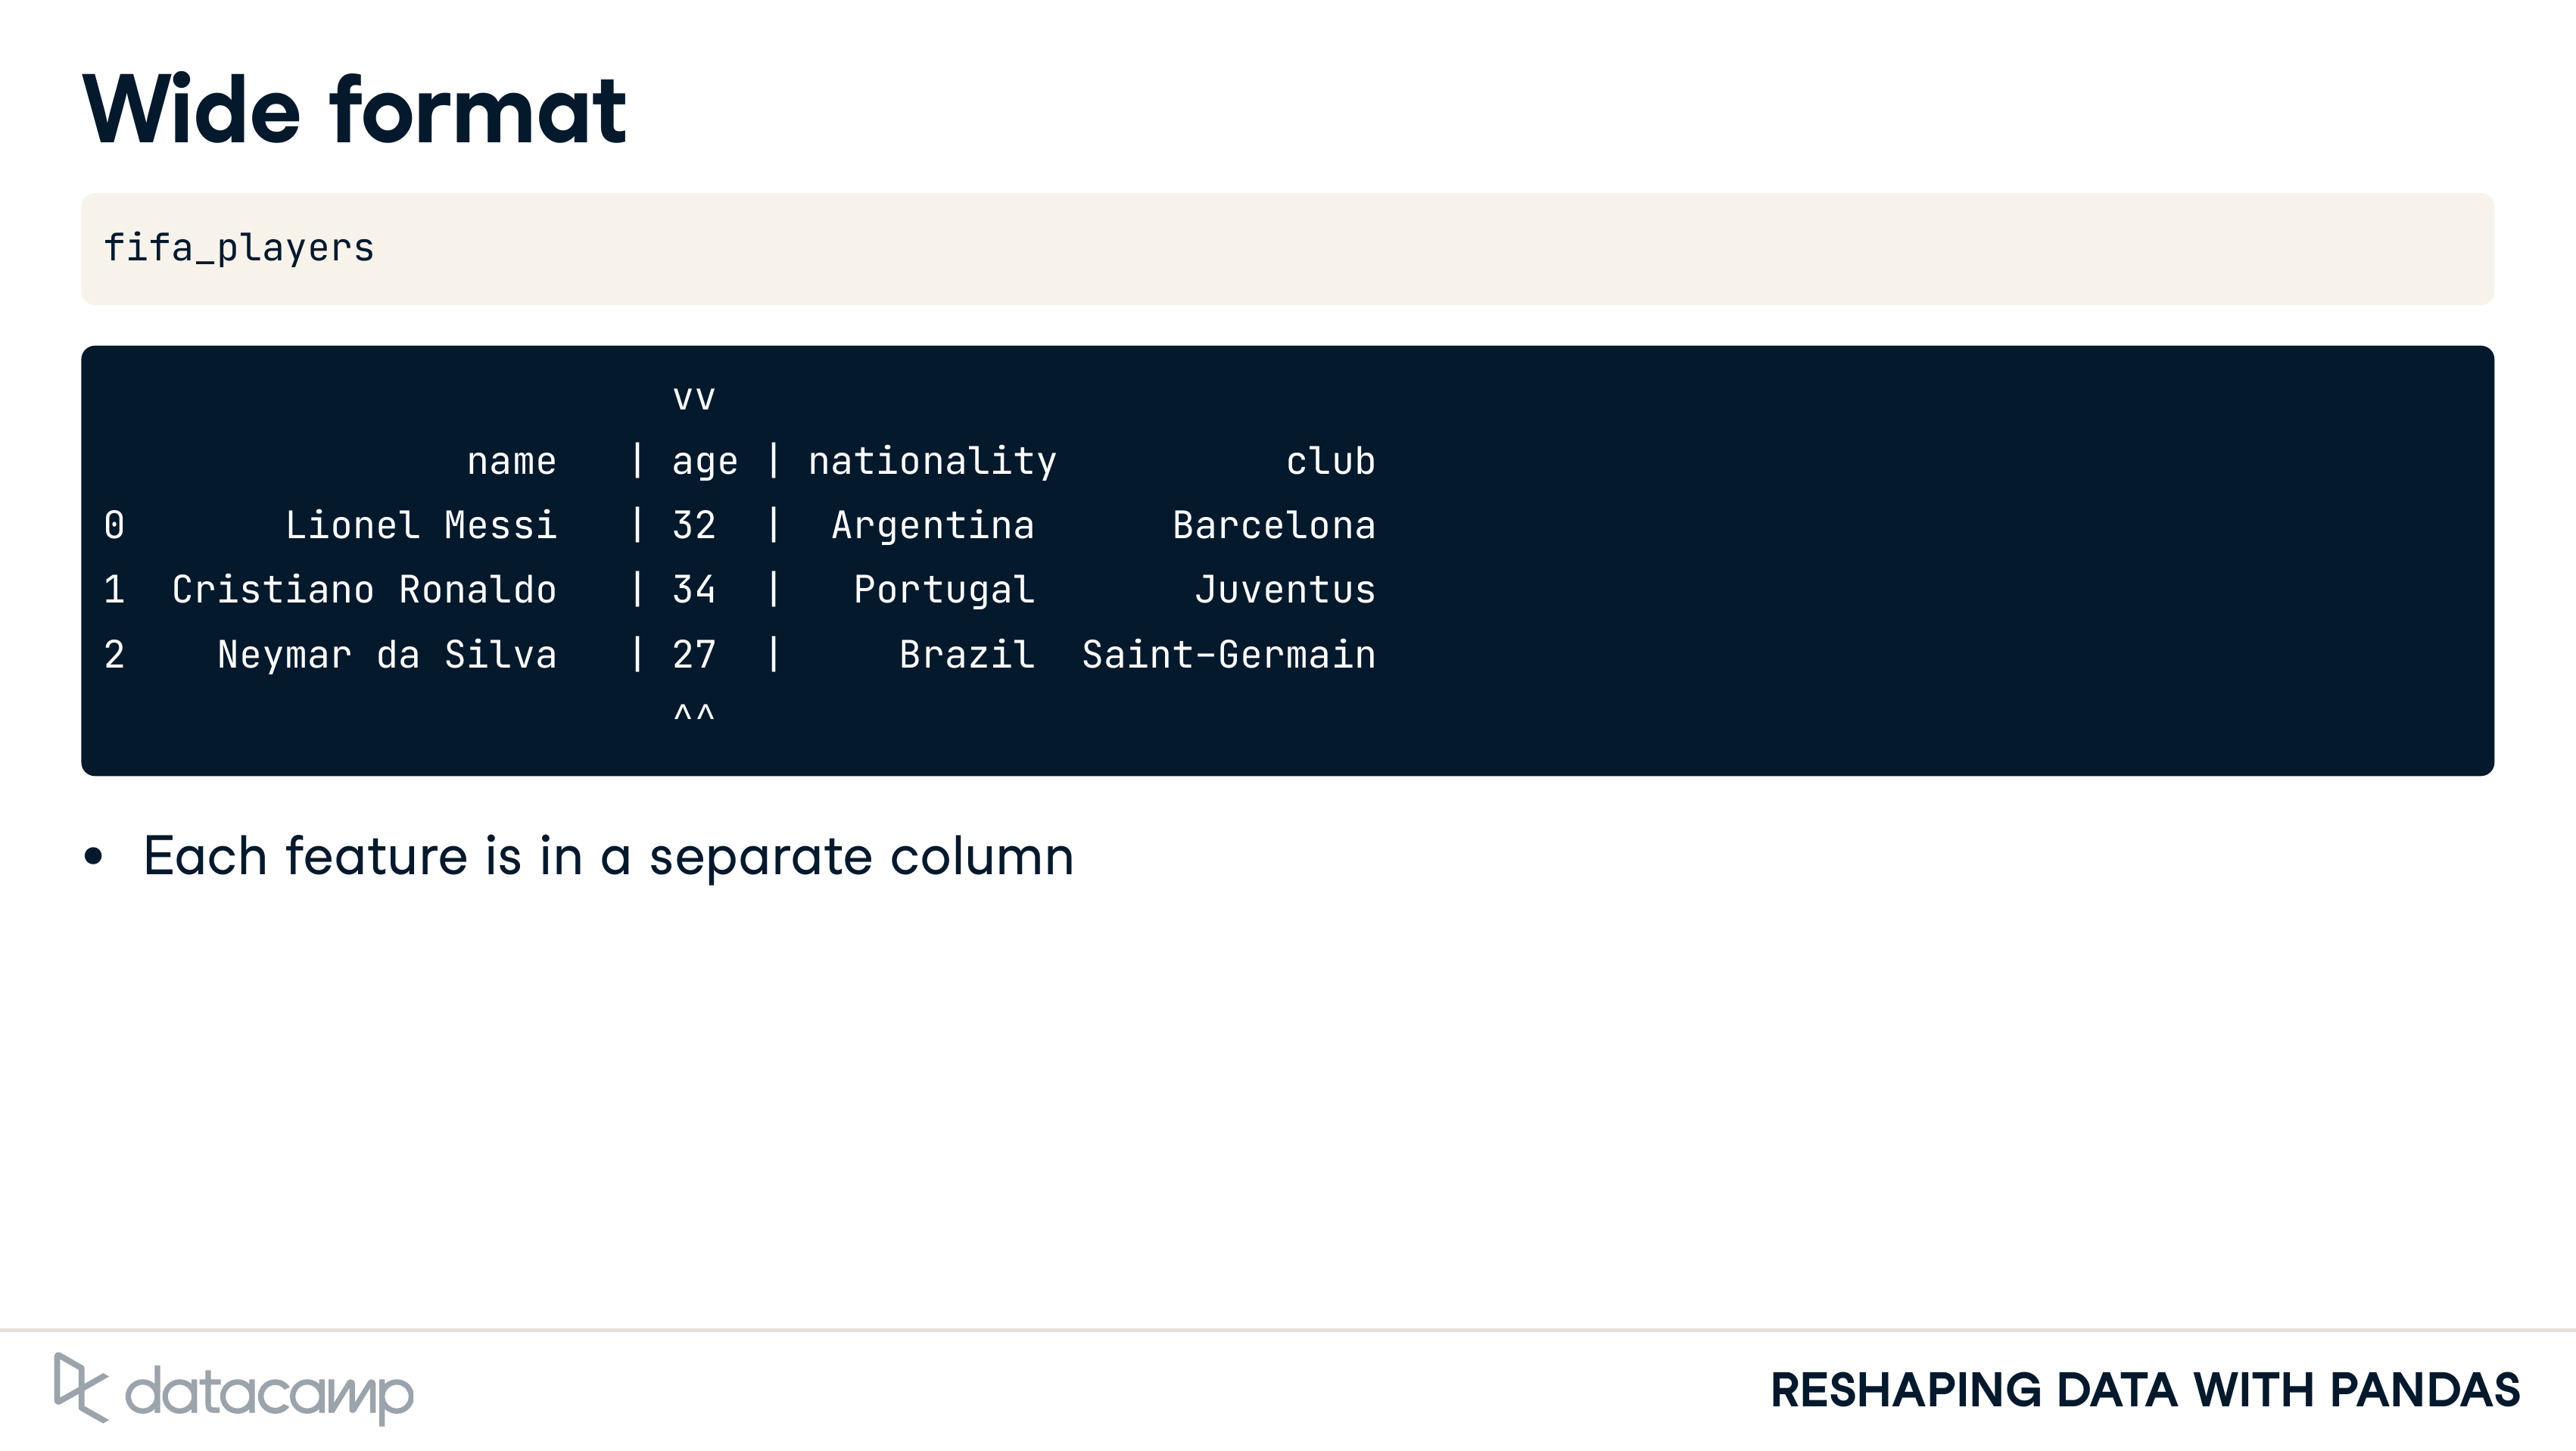 Wide format
fifa_players
vv
name | age | nationality club
0 Lionel Messi | 32 | Argentina Barcelona
1 Cristiano Ronaldo | 34 | Portugal Juventus
2 Neymar da Silva | 27 | Brazil Saint-Germain
^^
• Each feature is in a separate column
datacamp
RESHAPING DATA WITH PANDAS